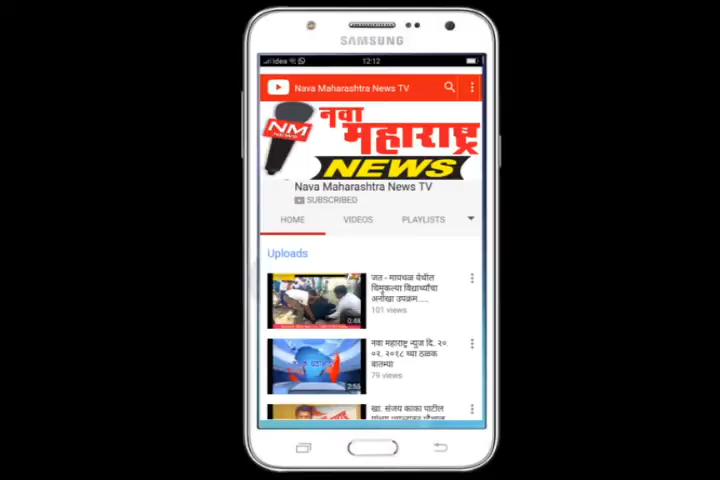 SAMSUNG
Idea
12:12
Nava Maharashtra News TV
NM
NEWS
नवा
महाराष्ट्र
NEWS
Nava Maharashtra News TV
SUBSCRIBED
HOME VIDEOS PLAYLISTS
Uploads
जत - मायथळ येथील
चिमुकल्या विद्यार्थ्यांचा
अनोखा उपक्रम.....
101 views
0:48
नवा महाराष्ट्र न्युज दि. २०.
०२. २०१८ च्या ठळक
बातम्या
79 views
2:55
खा. संजय काका पाटील